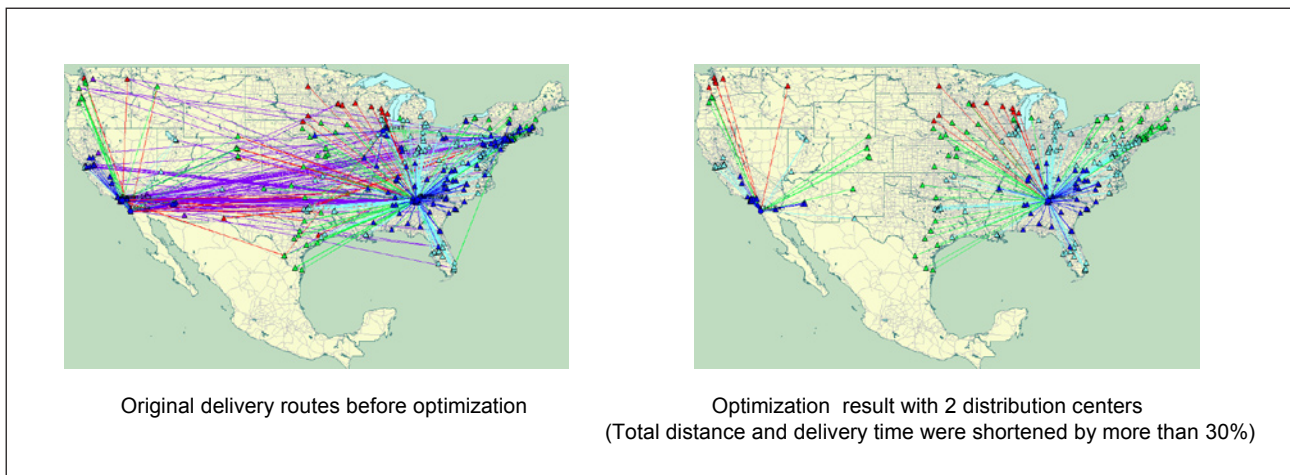 Original delivery routes before optimization
Optimization result with 2 distribution centers
(Total distance and delivery time were shortened by more than 30%)